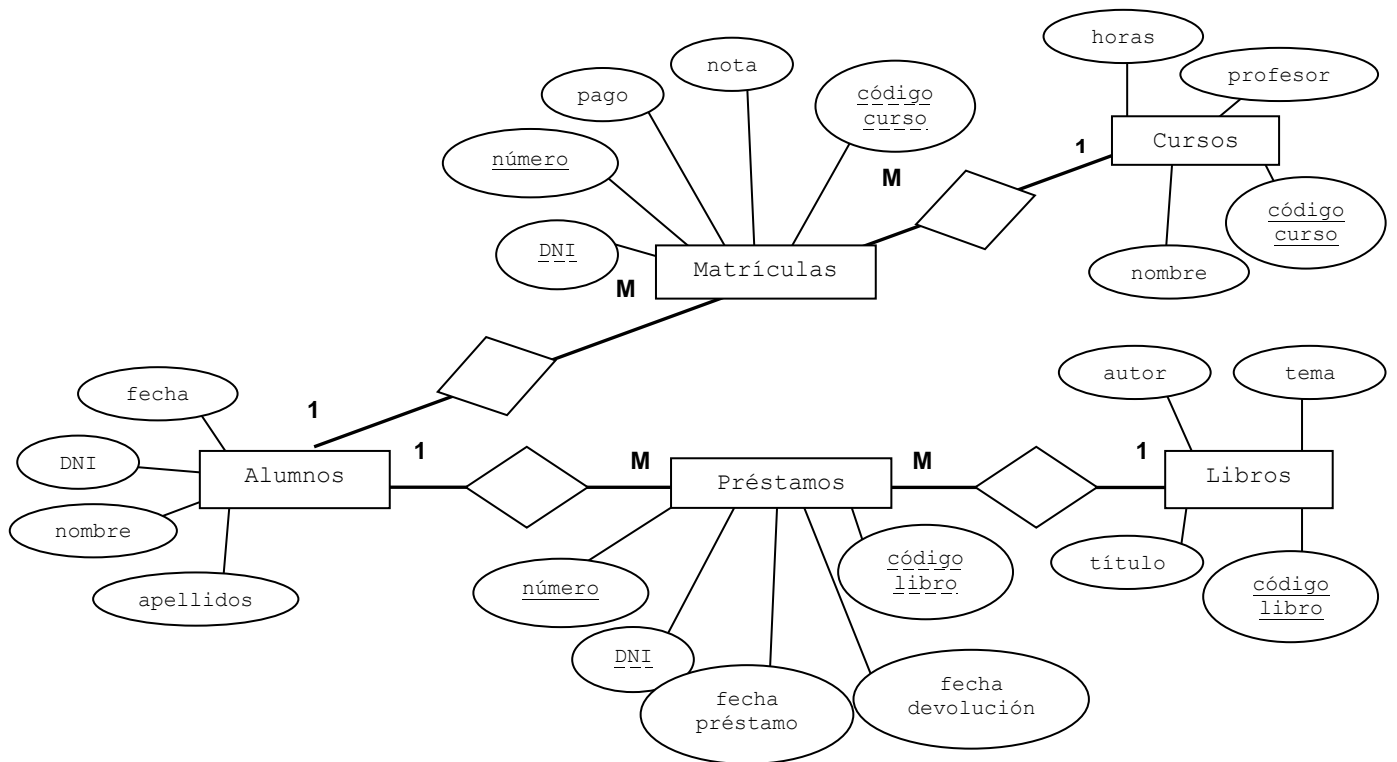 horas
nota
profesor
pago
código
curso
1
Cursos
número
M
código
curso
DNI
Matrículas
nombre
M
autor
tema
fecha
1
1
M
M
1
DNI
Alumnos
Préstamos
Libros
nombre
código
libro
título
número
código
libro
apellidos
DNI
fecha
préstamo
fecha
devolución